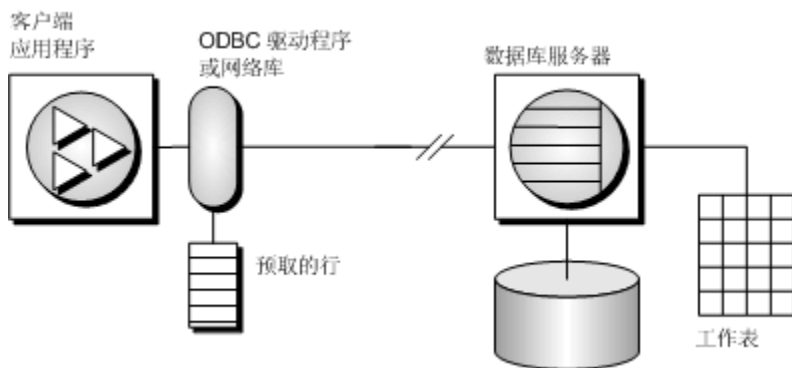 客户端
应用程序
ODBC 驱动程序
或网络库
数据库服务器
预取的行
工作表